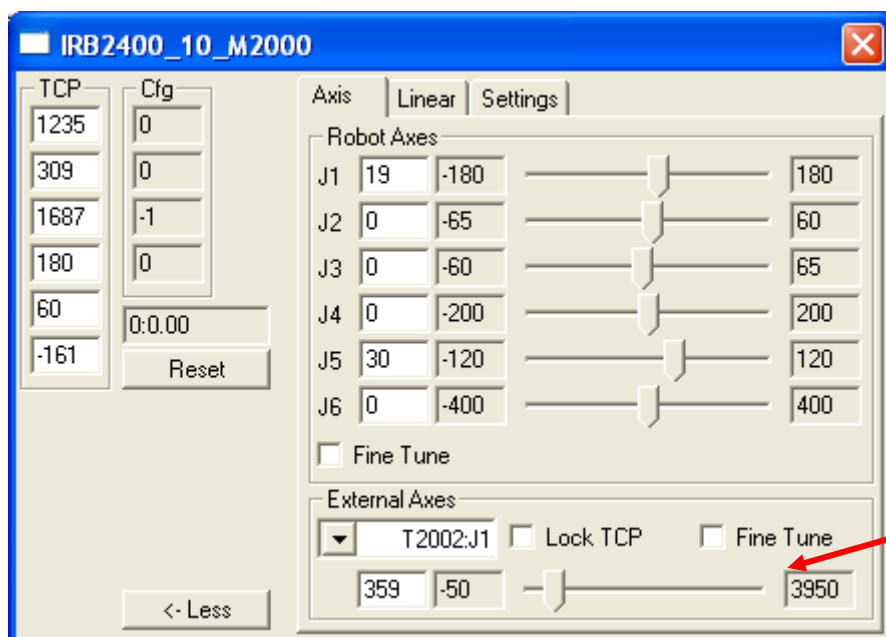 IRB2400_10_M2000
TCP
1235
309
1687
180
60
-161
Cfg
0
0
-1
0
0:0.00
Reset
<- Less
Axis Linear Settings
Robot Axes
J1 19 -180 180
J2 0 -65 60
J3 0 -60 65
J4 0 -200 200
J5 30 -120 120
J6 0 -400 400
Fine Tune
External Axes
T2002:J1 Lock TCP Fine Tune
359 -50 3950